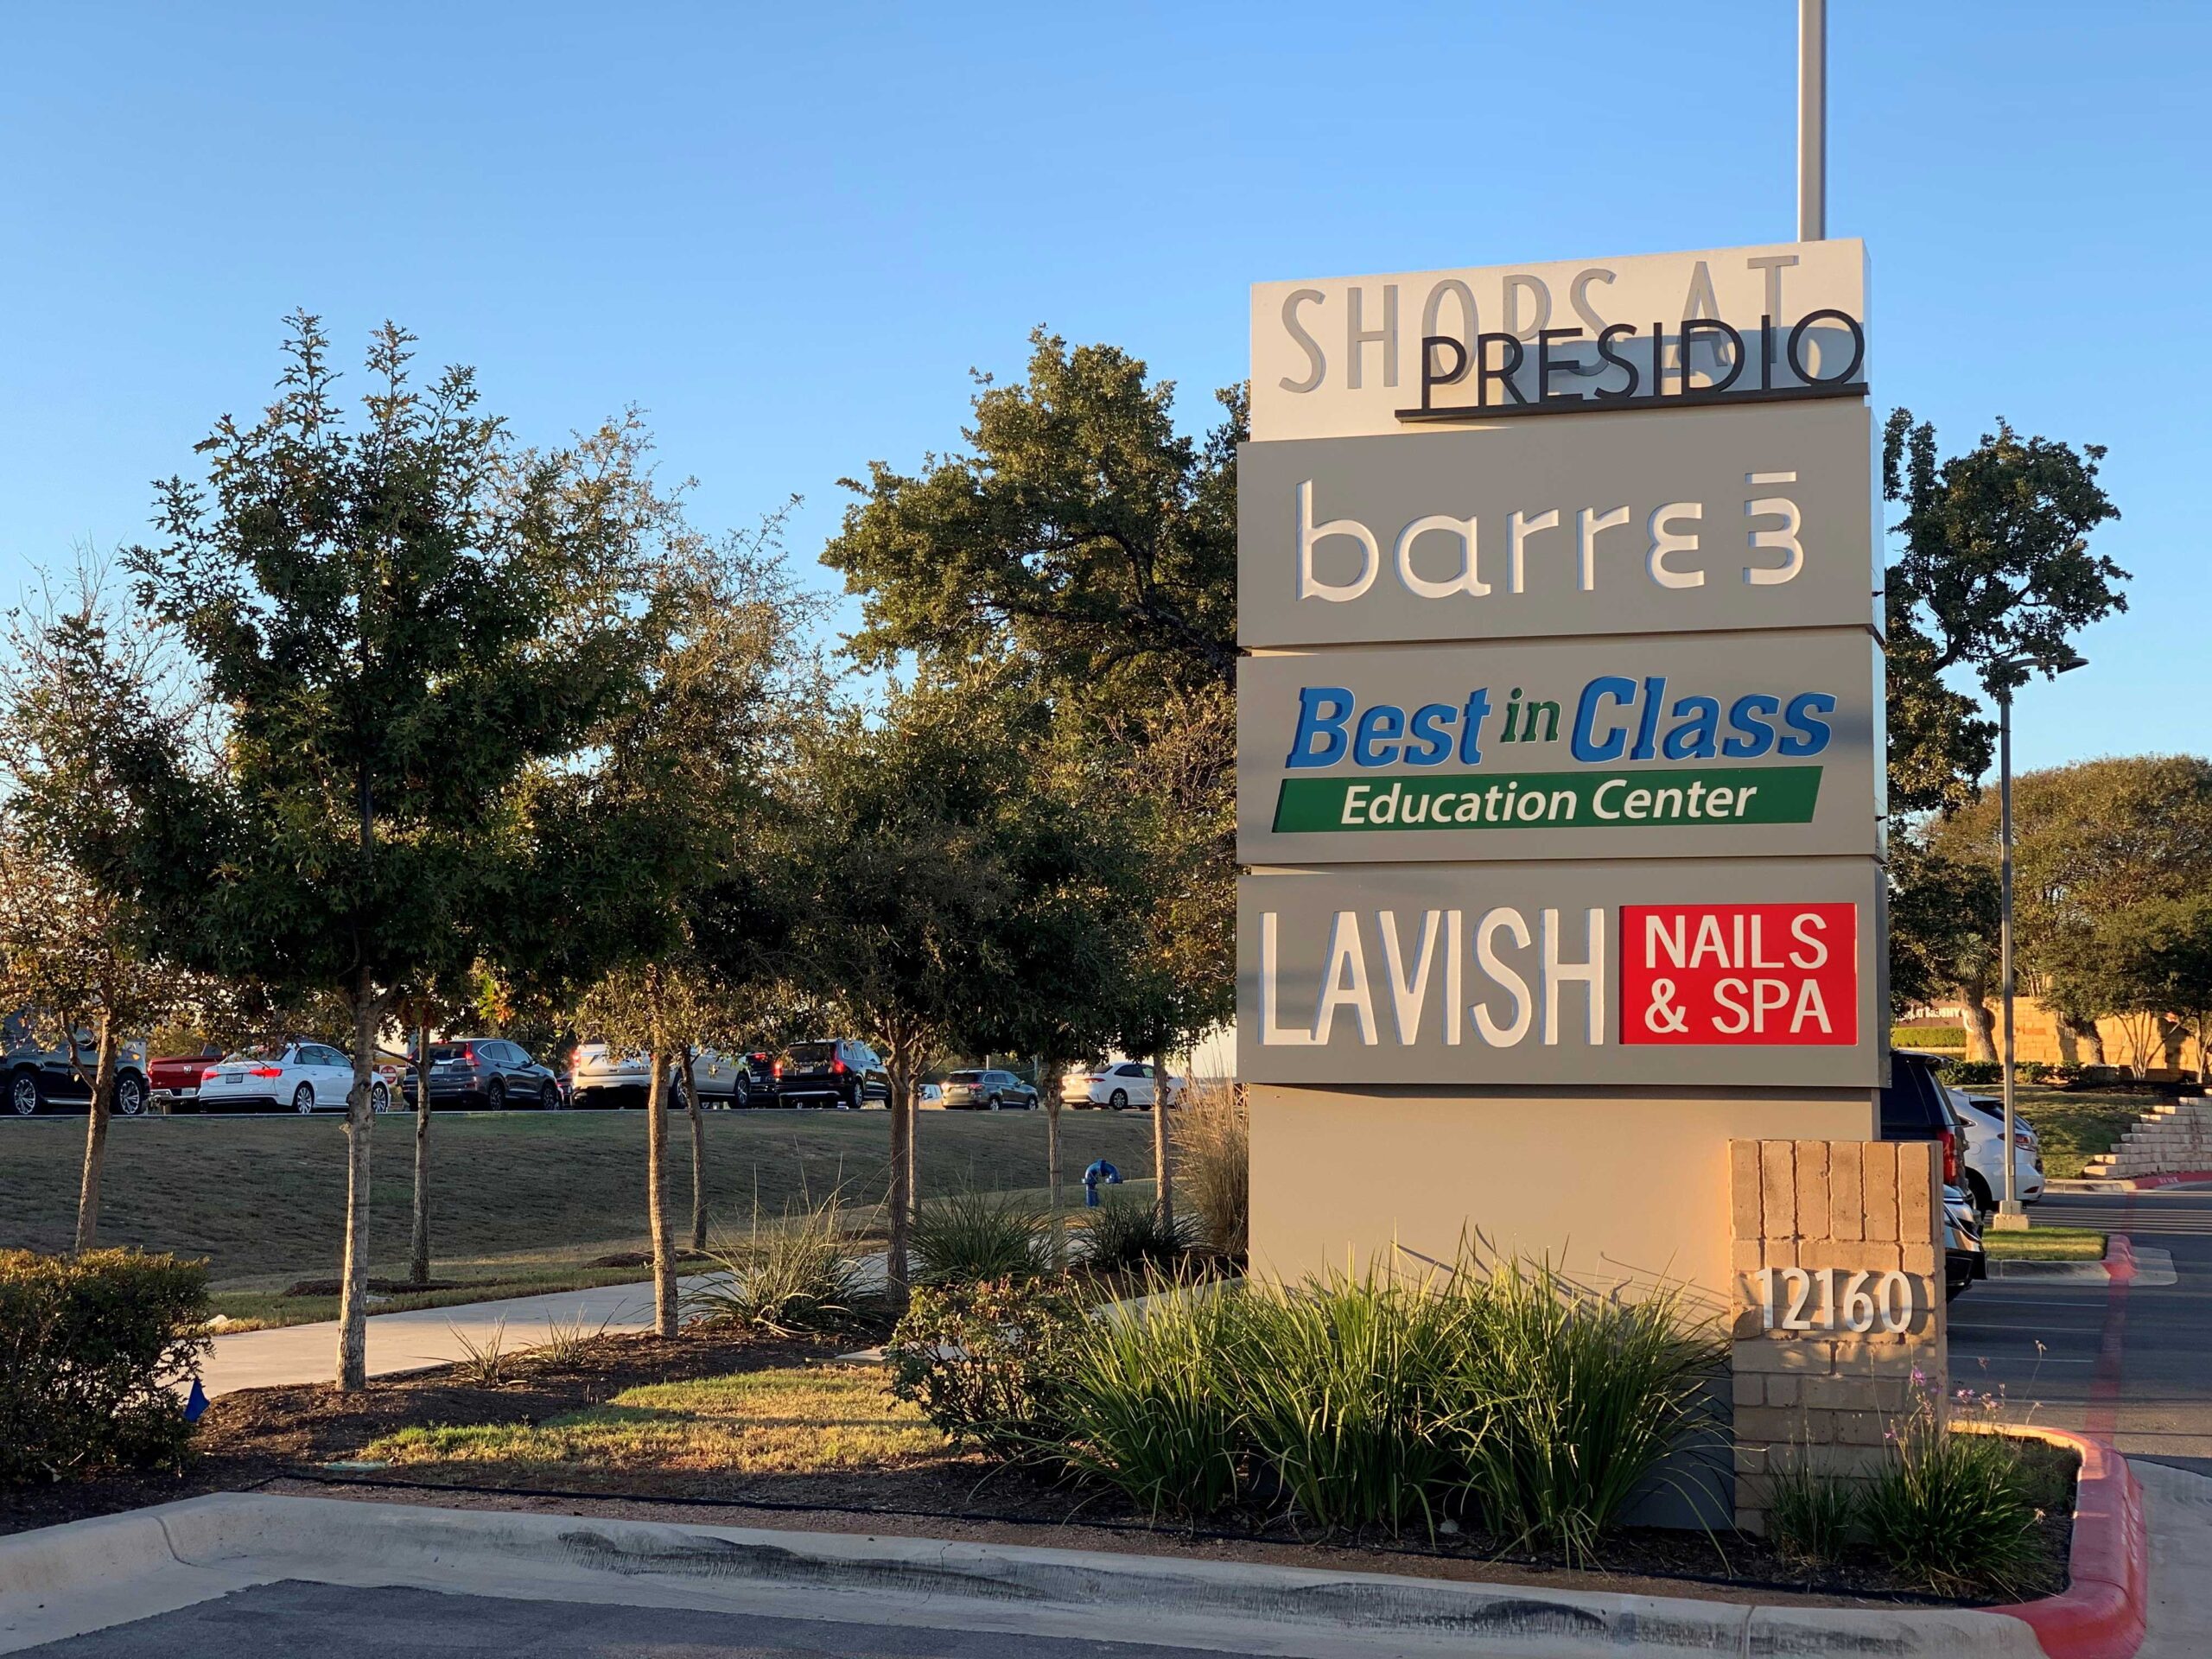 SHOPS AT
PRESIDIO
barre3
Best in Class
Education Center
LAVISH
NAILS
& SPA
12160